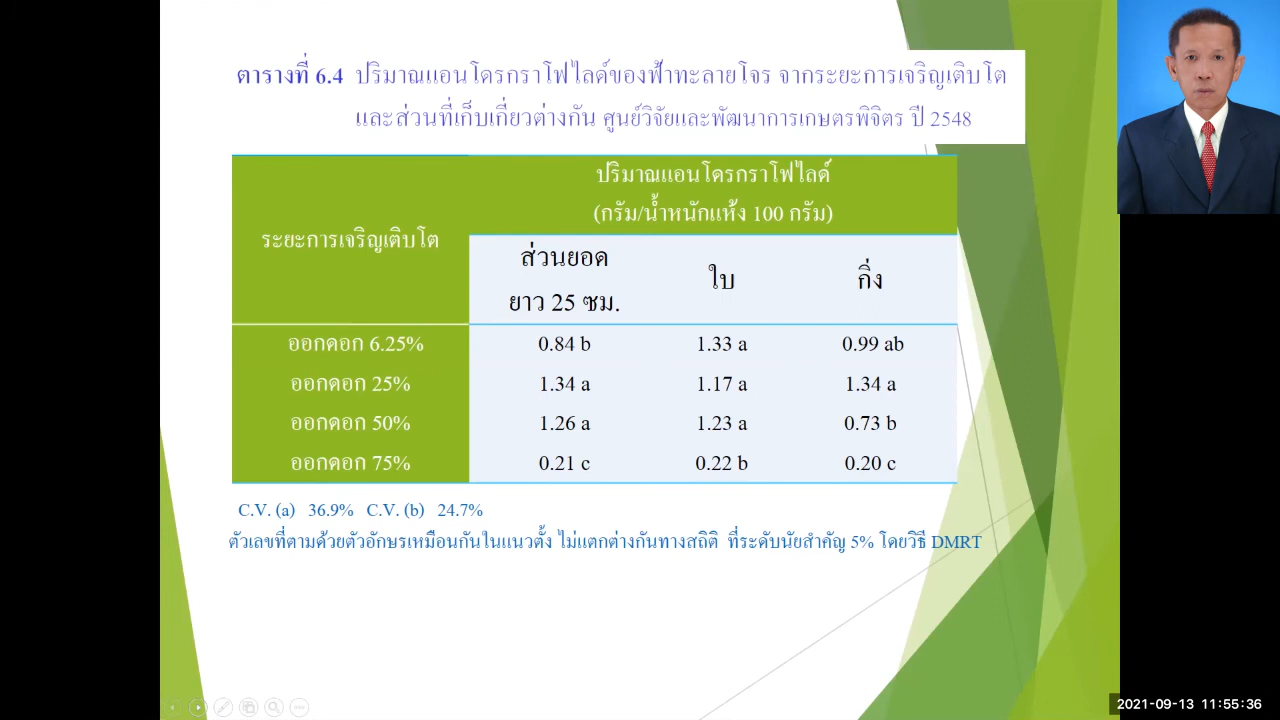 ตารางที่ 6.4 ปริมาณแอนโดรกราโฟไลด์ของฟ้าทะลายโจร จากระยะการเจริญเติบโต
และส่วนที่เก็บเกี่ยวต่างกัน ศูนย์วิจัยและพัฒนาการเกษตรพิจิตร ปี 2548
ระยะการเจริญเติบโต
ปริมาณแอนโดรกราโฟไลด์
(กรัม/น้ำหนักแห้ง 100 กรัม)
ส่วนยอด
ยาว 25 ซม.
ใบ
กิ่ง
ออกดอก 6.25% 0.84 b 1.33 a 0.99 ab
ออกดอก 25% 1.34 a 1.17 a 1.34 a
ออกดอก 50% 1.26 a 1.23 a 0.73 b
ออกดอก 75% 0.21 c 0.22 b 0.20 c
C.V. (a) 36.9% C.V. (b) 24.7%
ตัวเลขที่ตามด้วยตัวอักษรเหมือนกันในแนวตั้ง ไม่แตกต่างกันทางสถิติ ที่ระดับนัยสำคัญ 5% โดยวิธี DMRT
2021-09-13 11:55:36